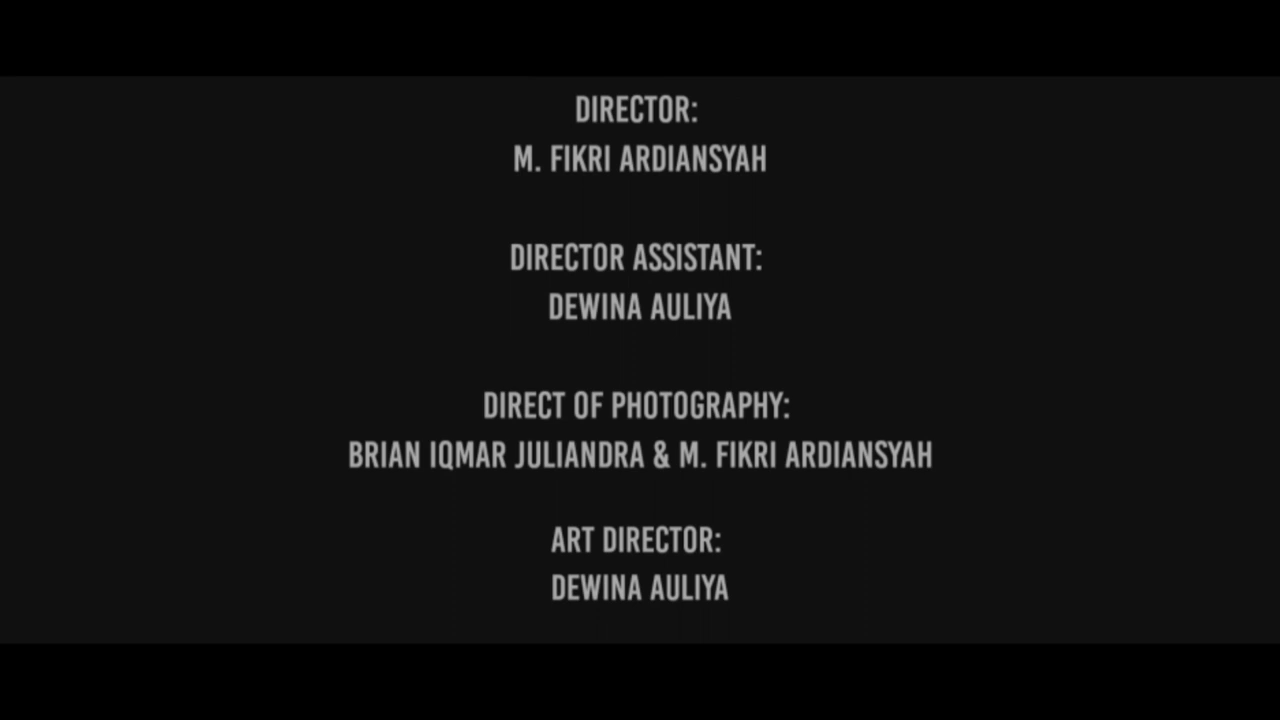 DIRECTOR:
M. FIKRI ARDIANSYAH
DIRECTOR ASSISTANT:
DEWINA AULIYA
DIRECT OF PHOTOGRAPHY:
BRIAN IQMAR JULIANDRA & M. FIKRI ARDIANSYAH
ART DIRECTOR:
DEWINA AULIYA